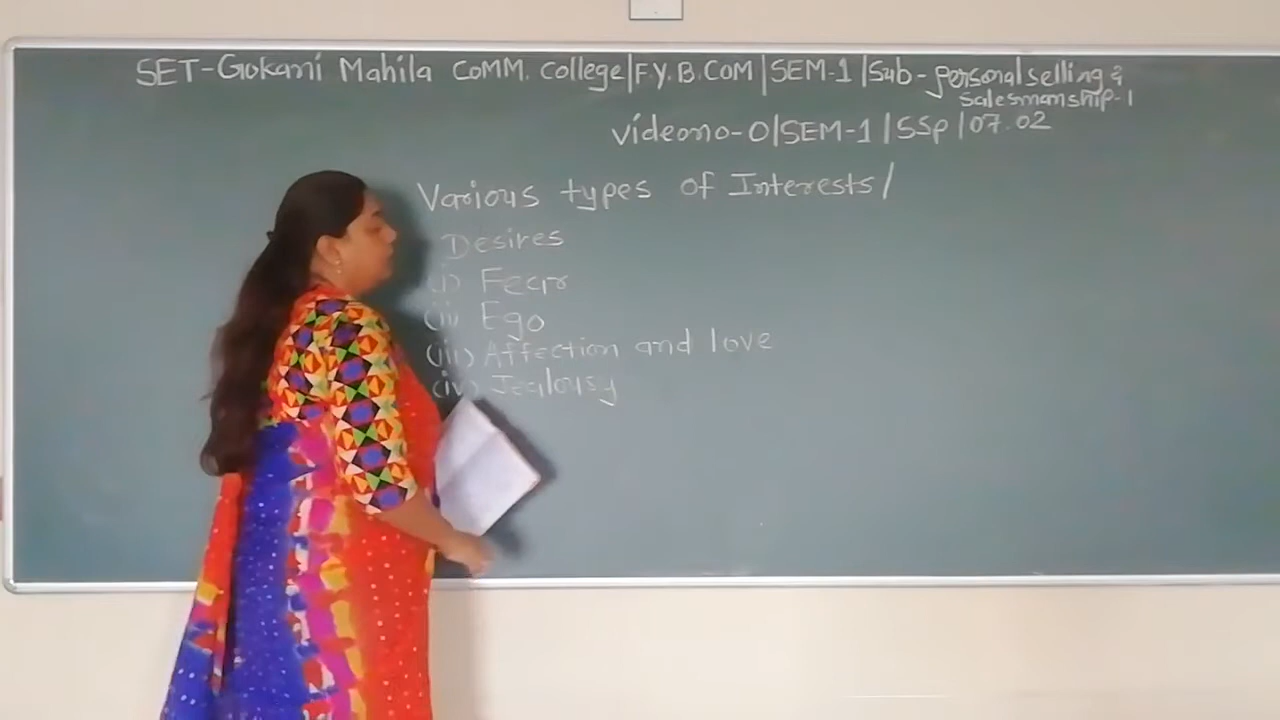 SET-Gokani Mahila COMM. College|F.Y.B.COM|SEM-1|Sub-personal selling &
salesmanship-1
videono-01|SEM-1|SSp|07.02
Various types of Interests/
Desires
(i) Fear
(ii) Ego
(iii) Affection and love
(iv) Jealousy